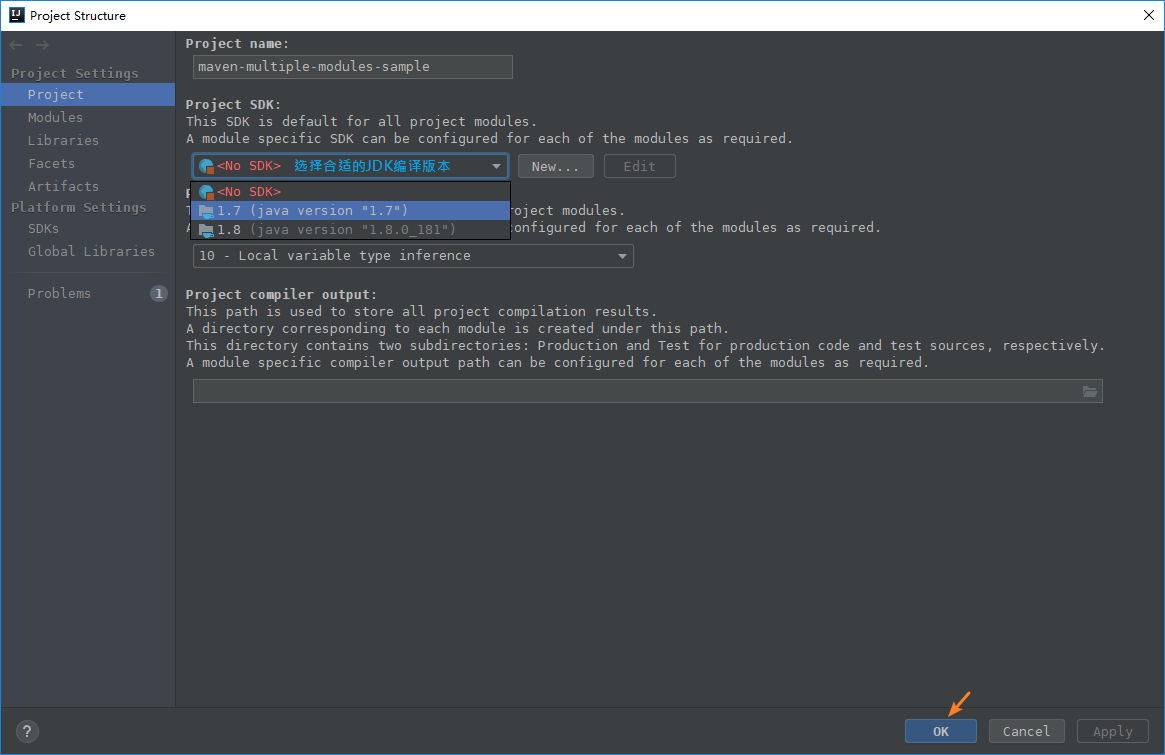 Project Structure
Project name:
Project Settings
maven-multiple-modules-sample
Project
Modules
Libraries
Facets
Artifacts
Platform Settings
SDKs
Global Libraries
Problems 1
Project SDK:
This SDK is default for all project modules.
A module specific SDK can be configured for each of the modules as required.
<No SDK> 选择合适的JDK编译版本 New... Edit
<No SDK>
1.7 (java version "1.7") roject modules.
1.8 (java version "1.8.0_181") onfigured for each of the modules as required.
10 - Local variable type inference
Project compiler output:
This path is used to store all project compilation results.
A directory corresponding to each module is created under this path.
This directory contains two subdirectories: Production and Test for production code and test sources, respectively.
A module specific compiler output path can be configured for each of the modules as required.
? OK Cancel Apply